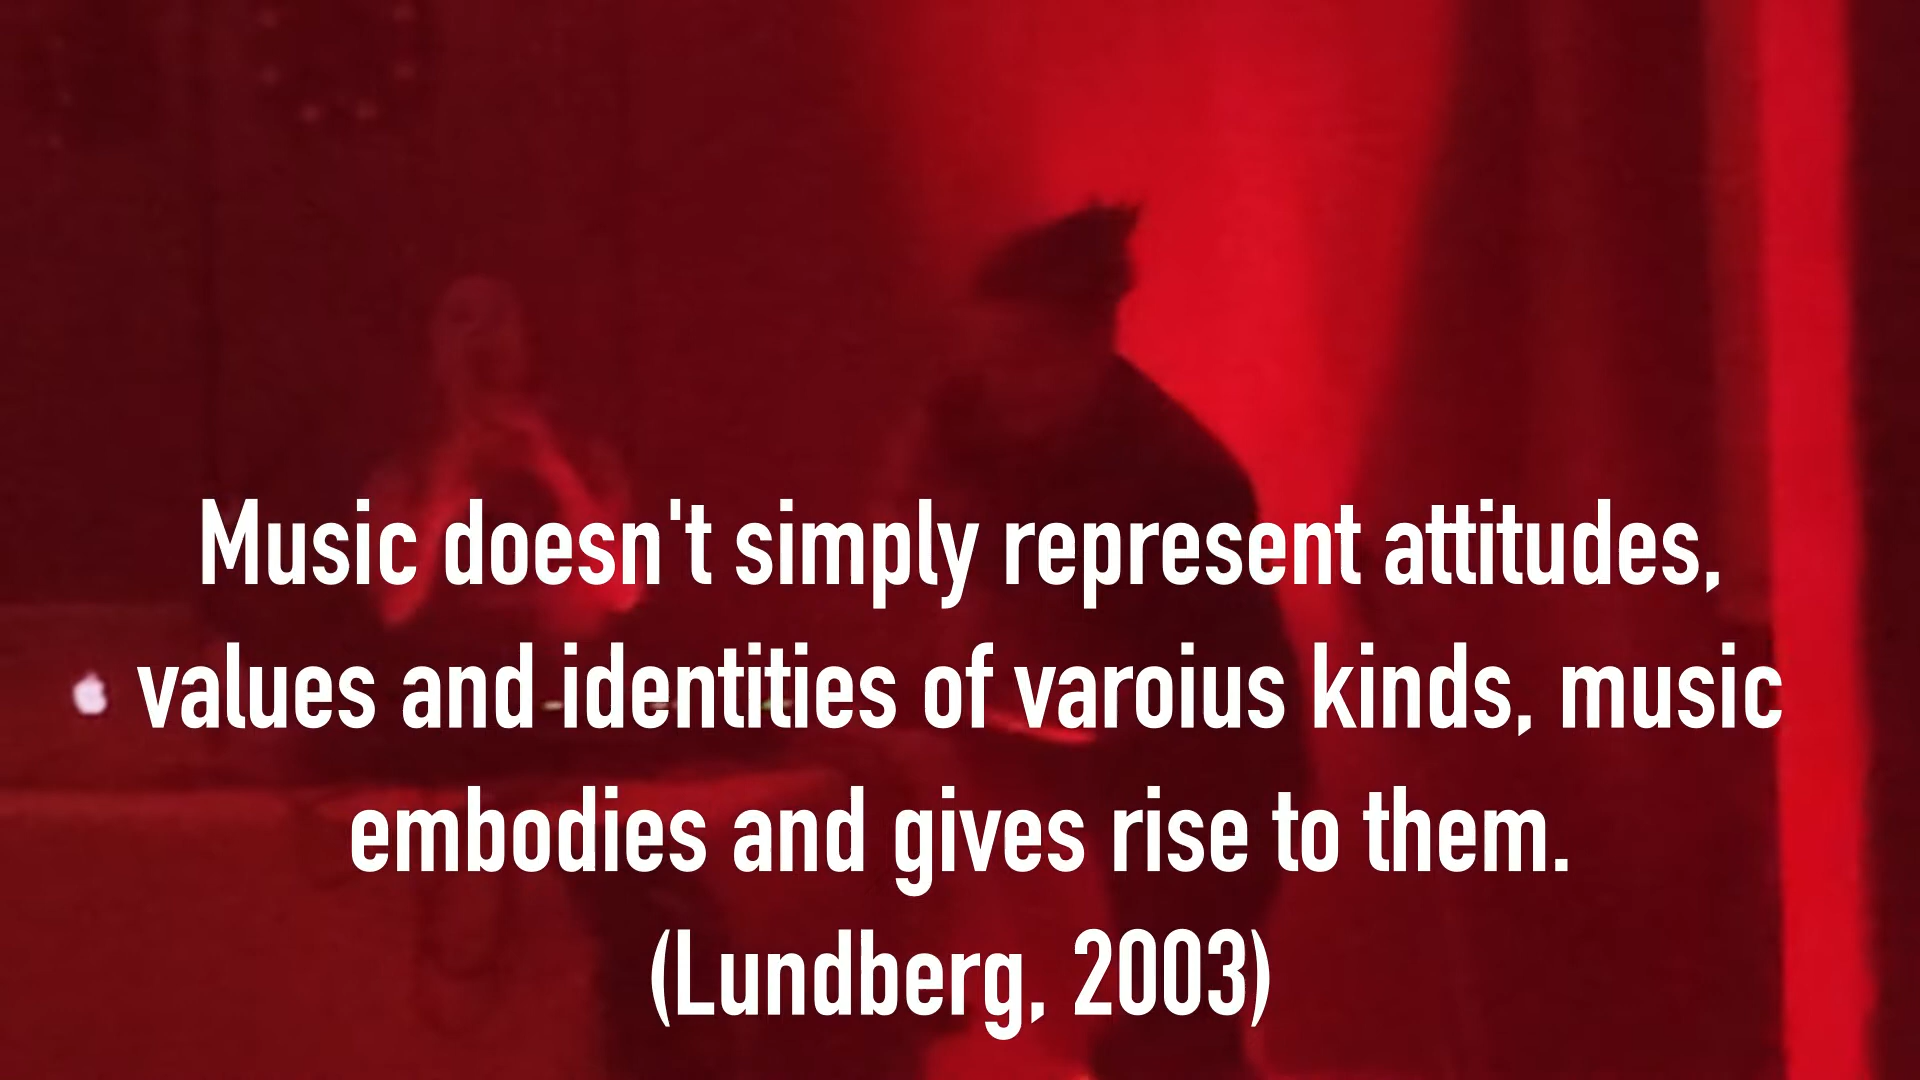 Music doesn't simply represent attitudes,
values and identities of varoius kinds, music
embodies and gives rise to them.
(Lundberg, 2003)